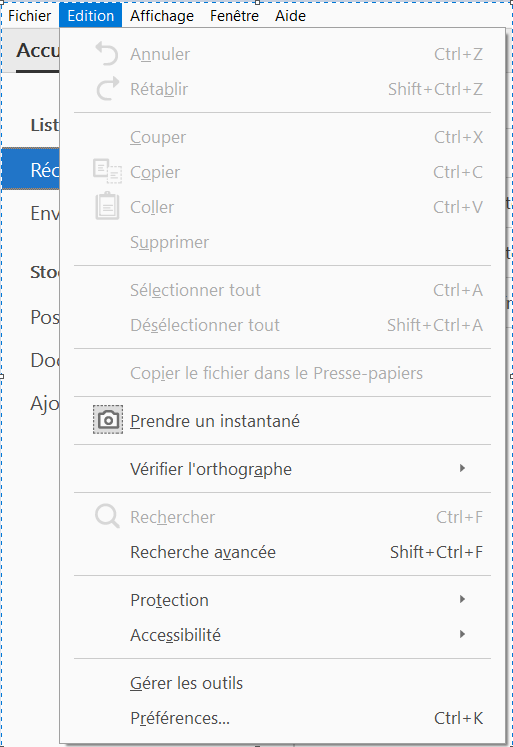 Fichier Edition Affichage Fenêtre Aide
Accu
Annuler Ctrl+Z
Rétablir Shift+Ctrl+Z
List
Couper Ctrl+X
Réc
Copier Ctrl+C
Env
Coller Ctrl+V
Supprimer
Stoc
Sélectionner tout Ctrl+A
Pos
Désélectionner tout Shift+Ctrl+A
Doc
Copier le fichier dans le Presse-papiers
Ajo
Prendre un instantané
Vérifier l'orthographe
Rechercher Ctrl+F
Recherche avancée Shift+Ctrl+F
Protection
Accessibilité
Gérer les outils
Préférences... Ctrl+K